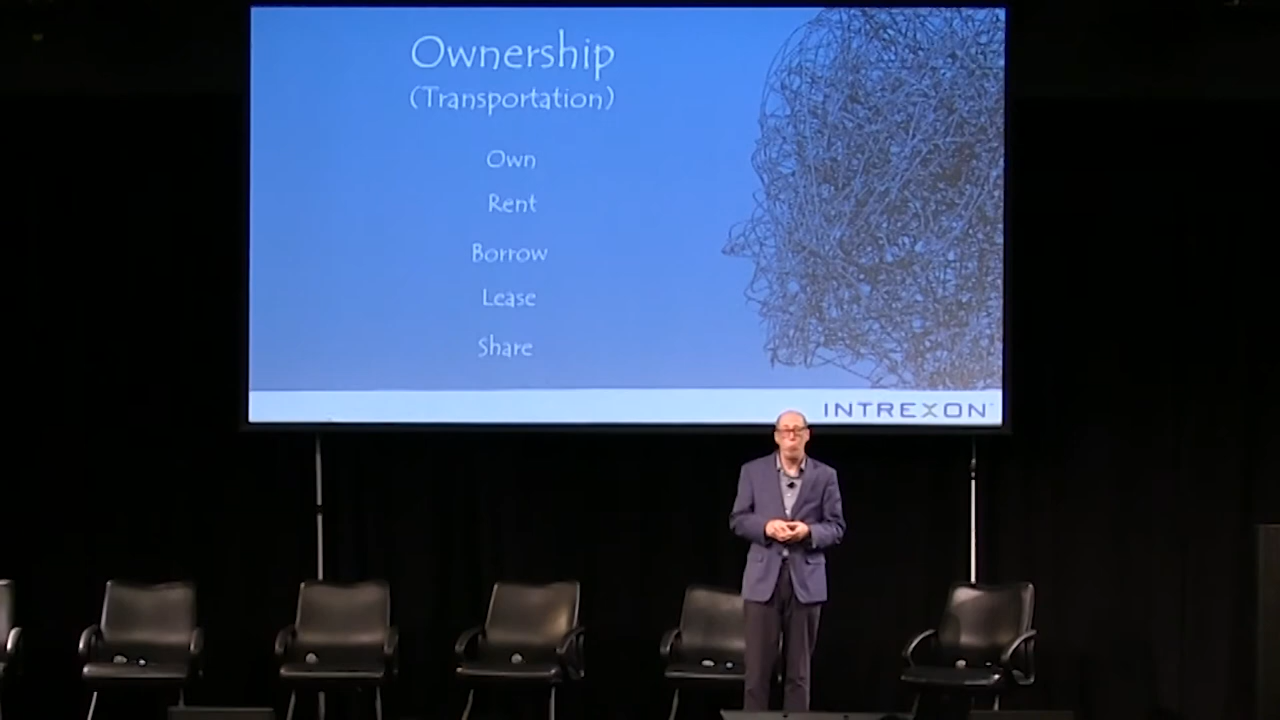 Ownership
(Transportation)
Own
Rent
Borrow
Lease
Share
INTREXON